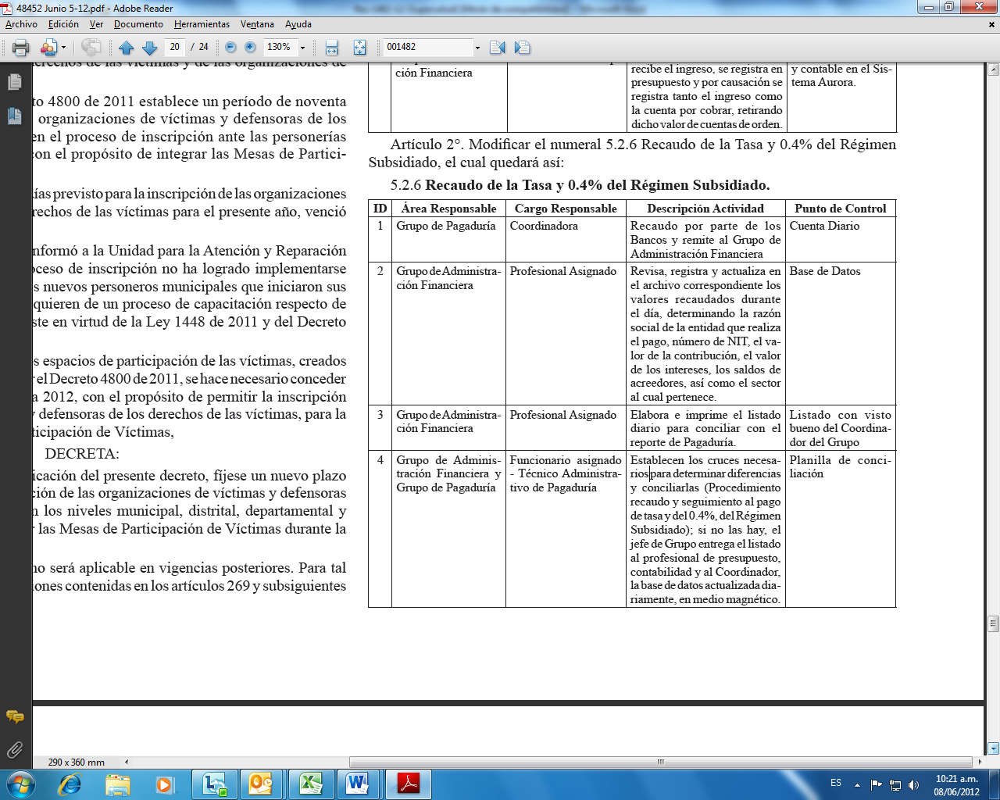 48452 Junio 5-12.pdf - Adobe Reader
Archivo Edición Ver Documento Herramientas Ventana Ayuda
20 / 24 130% 001482
derechos de las víctimas y de las organizaciones de
to 4800 de 2011 establece un período de noventa
organizaciones de víctimas y defensoras de los
en el proceso de inscripción ante las personerías
con el propósito de integrar las Mesas de Partici-
días previsto para la inscripción de las organizaciones
rechos de las víctimas para el presente año, venció
nformó a la Unidad para la Atención y Reparación
oceso de inscripción no ha logrado implementarse
os nuevos personeros municipales que iniciaron sus
quieren de un proceso de capacitación respecto de
ste en virtud de la Ley 1448 de 2011 y del Decreto
os espacios de participación de las víctimas, creados
r el Decreto 4800 de 2011, se hace necesario conceder
a 2012, con el propósito de permitir la inscripción
y defensoras de los derechos de las víctimas, para la
ticipación de Víctimas,
DECRETA:
icación del presente decreto, fíjese un nuevo plazo
ción de las organizaciones de víctimas y defensoras
n los niveles municipal, distrital, departamental y
r las Mesas de Participación de Víctimas durante la
no será aplicable en vigencias posteriores. Para tal
iones contenidas en los artículos 269 y subsiguientes
ción Financiera
recibe el ingreso, se registra en
presupuesto y por causación se
registra tanto el ingreso como
la cuenta por cobrar, retirando
dicho valor de cuentas de orden.
y contable en el Sis-
tema Aurora.
Artículo 2°. Modificar el numeral 5.2.6 Recaudo de la Tasa y 0.4% del Régimen
Subsidiado, el cual quedará así:
5.2.6 Recaudo de la Tasa y 0.4% del Régimen Subsidiado.
ID Área Responsable Cargo Responsable Descripción Actividad Punto de Control
1
Grupo de Pagaduría
Coordinadora
Recaudo por parte de los
Bancos y remite al Grupo de
Administración Financiera
Cuenta Diario
2
Grupo de Administra-
ción Financiera
Profesional Asignado
Revisa, registra y actualiza en
el archivo correspondiente los
valores recaudados durante
el día, determinando la razón
social de la entidad que realiza
el pago, número de NIT, el va-
lor de la contribución, el valor
de los intereses, los saldos de
acreedores, así como el sector
al cual pertenece.
Base de Datos
3
Grupo de Administra-
ción Financiera
Profesional Asignado
Elabora e imprime el listado
diario para conciliar con el
reporte de Pagaduría.
Listado con visto
bueno del Coordina-
dor del Grupo
4
Grupo de Adminis-
tración Financiera y
Grupo de Pagaduría
Funcionario asignado
- Técnico Administra-
tivo de Pagaduría
Establecen los cruces necesa-
rios para determinar diferencias
y conciliarlas (Procedimiento
recaudo y seguimiento al pago
de tasa y del 0.4%, del Régimen
Subsidiado); si no las hay, el
jefe de Grupo entrega el listado
al profesional de presupuesto,
contabilidad y al Coordinador,
la base de datos actualizada dia-
riamente, en medio magnético.
Planilla de conci-
liación
290 x 360 mm
ES
10:21 a.m.
08/06/2012